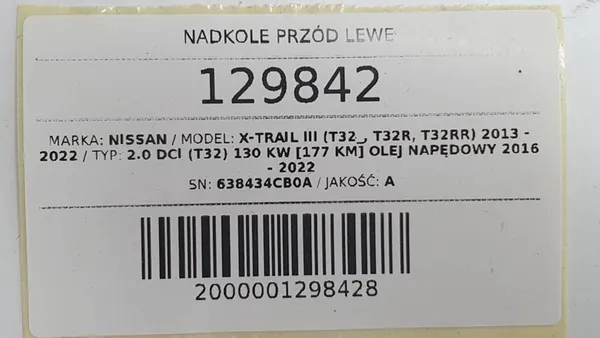 NADKOLE PRZÓD LEWE
129842
MARKA: NISSAN / MODEL: X-TRAIL III (T32_, T32R, T32RR) 2013 -
2022 / TYP: 2.0 DCI (T32) 130 KW [177 KM] OLEJ NAPĘDOWY 2016
- 2022
SN: 638434CB0A / JAKOŚĆ: A
2000001298428